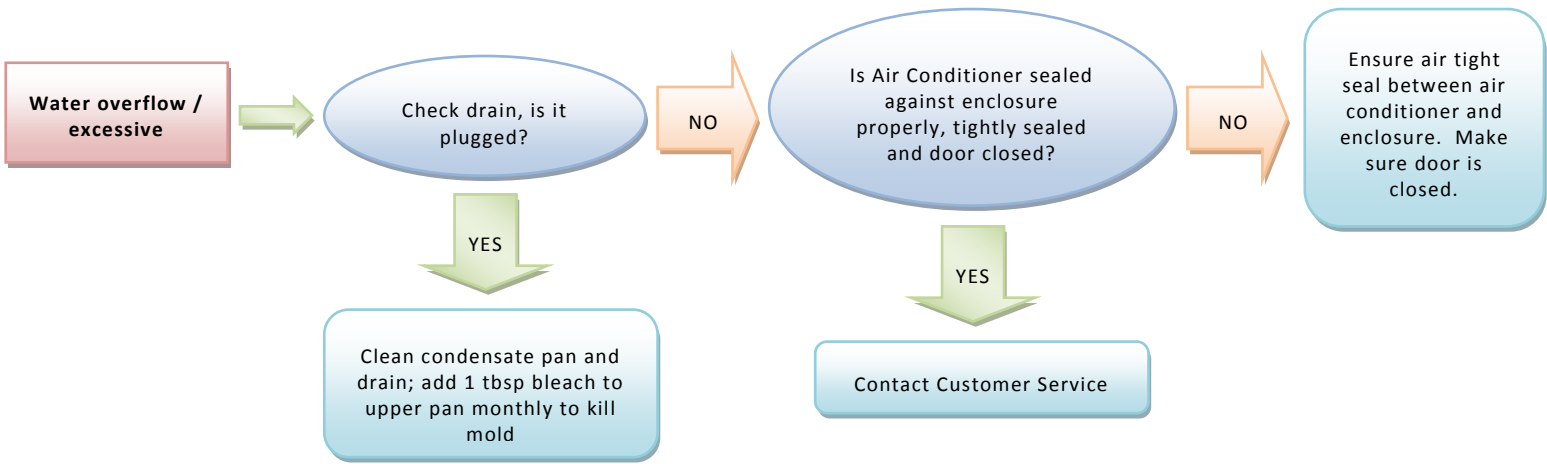 Water overflow /
excessive
Check drain, is it
plugged?
NO
Is Air Conditioner sealed
against enclosure
properly, tightly sealed
and door closed?
NO
Ensure air tight
seal between air
conditioner and
enclosure. Make
sure door is
closed.
YES
Clean condensate pan and
drain; add 1 tbsp bleach to
upper pan monthly to kill
mold
YES
Contact Customer Service